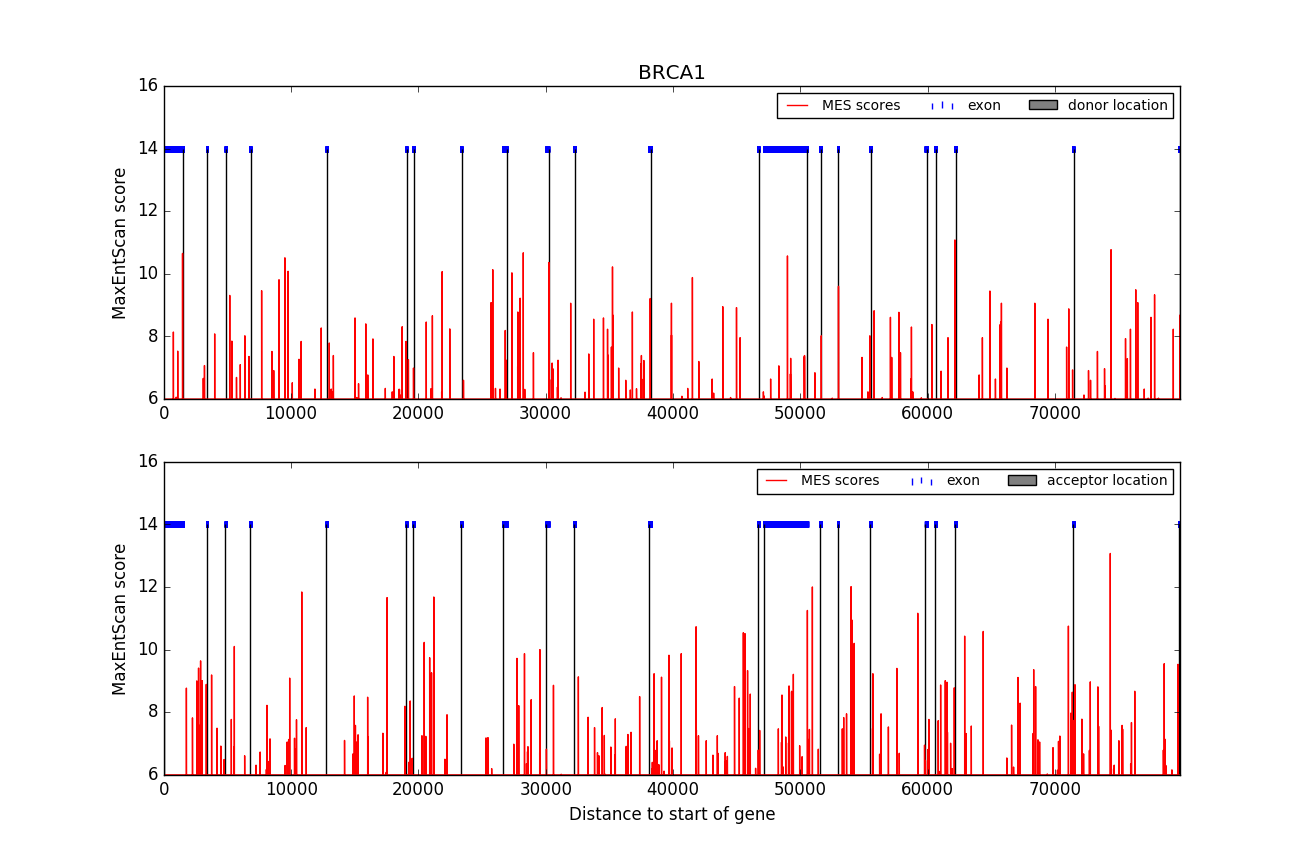 BRCA1
16
MES scores exon donor location
14
12
MaxEntScan score
10
8
6
0 10000 20000 30000 40000 50000 60000 70000
16
MES scores exon acceptor location
14
12
MaxEntScan score
10
8
6
0 10000 20000 30000 40000 50000 60000 70000
Distance to start of gene